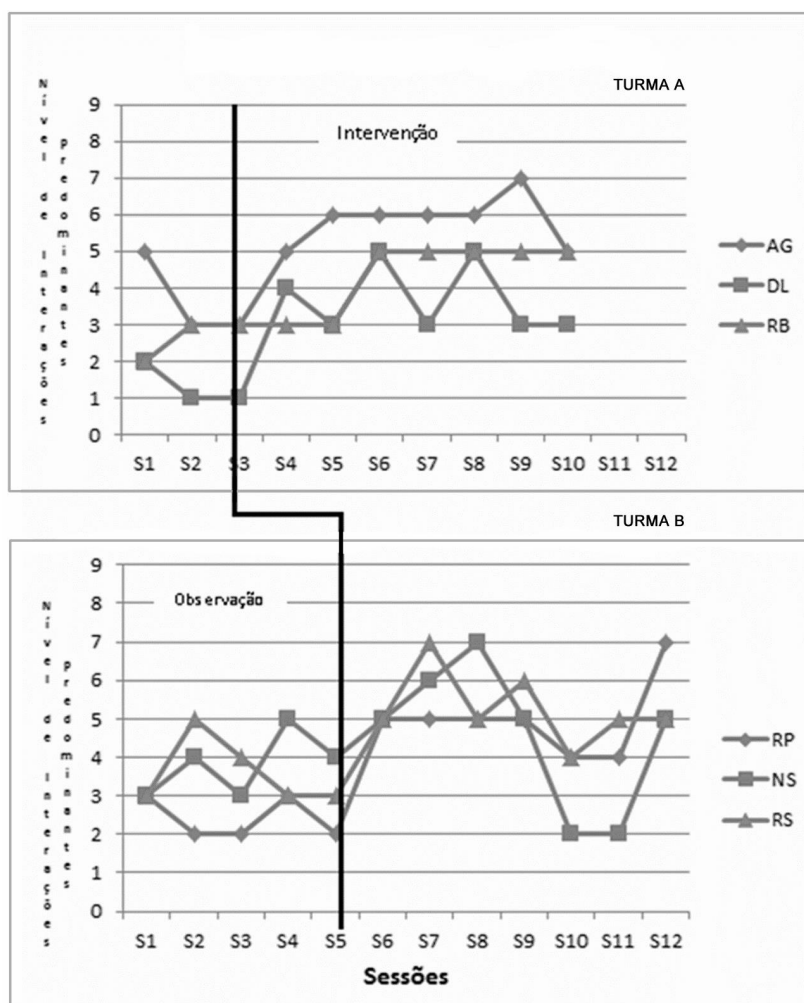 TURMA A
Nível de Interações
predominantes
9
8
7
6
5
4
3
2
1
0
Intervenção
AG
DL
RB
S1 S2 S3 S4 S5 S6 S7 S8 S9 S10 S11 S12
TURMA B
Nível de Interações
predominantes
9
8
7
6
5
4
3
2
1
0
Observação
RP
NS
RS
S1 S2 S3 S4 S5 S6 S7 S8 S9 S10 S11 S12
Sessões